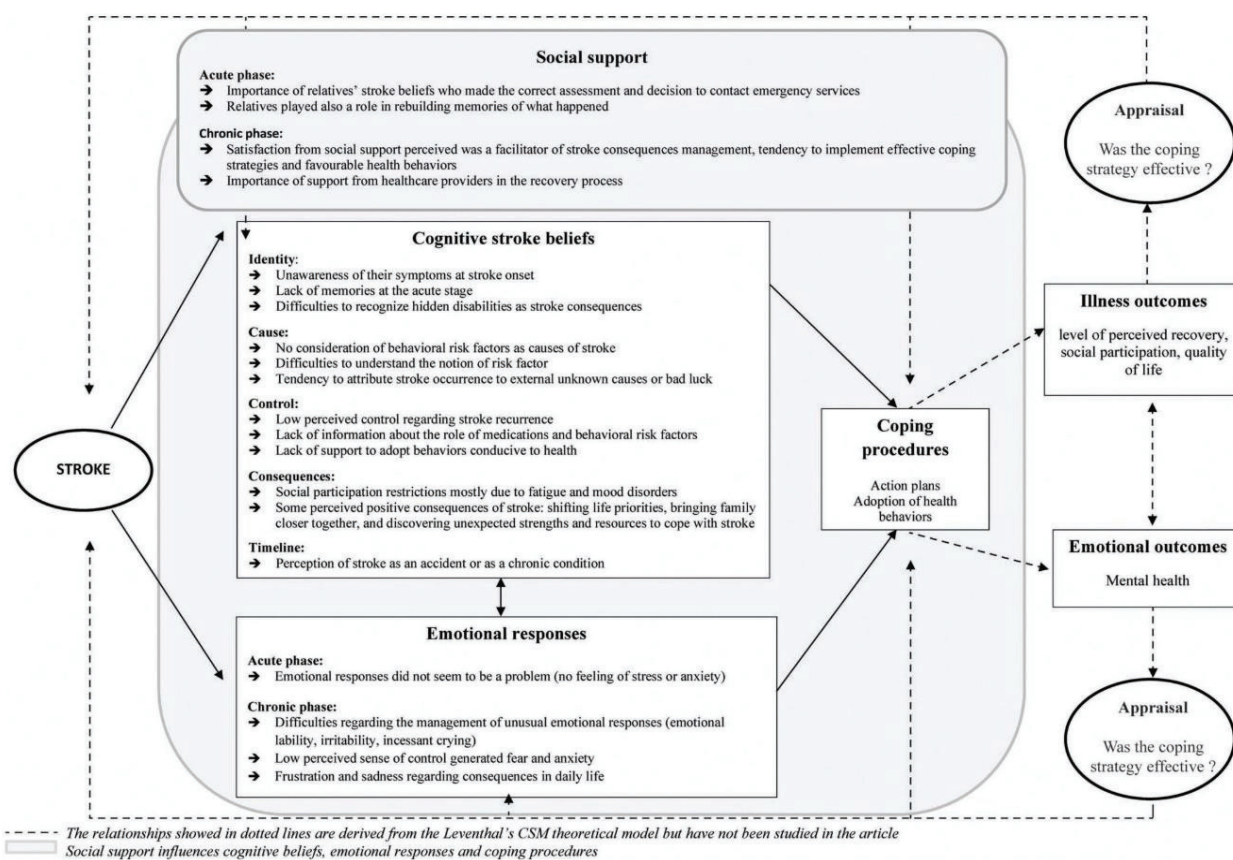 Social support
Acute phase:
➔ Importance of relatives' stroke beliefs who made the correct assessment and decision to contact emergency services
➔ Relatives played also a role in rebuilding memories of what happened
Chronic phase:
➔ Satisfaction from social support perceived was a facilitator of stroke consequences management, tendency to implement effective coping
strategies and favourable health behaviors
➔ Importance of support from healthcare providers in the recovery process
STROKE
Cognitive stroke beliefs
Identity:
➔ Unawareness of their symptoms at stroke onset
➔ Lack of memories at the acute stage
➔ Difficulties to recognize hidden disabilities as stroke consequences
Cause:
➔ No consideration of behavioral risk factors as causes of stroke
➔ Difficulties to understand the notion of risk factor
➔ Tendency to attribute stroke occurrence to external unknown causes or bad luck
Control:
➔ Low perceived control regarding stroke recurrence
➔ Lack of information about the role of medications and behavioral risk factors
➔ Lack of support to adopt behaviors conducive to health
Consequences:
➔ Social participation restrictions mostly due to fatigue and mood disorders
➔ Some perceived positive consequences of stroke: shifting life priorities, bringing family
closer together, and discovering unexpected strengths and resources to cope with stroke
Timeline:
➔ Perception of stroke as an accident or as a chronic condition
Emotional responses
Acute phase:
➔ Emotional responses did not seem to be a problem (no feeling of stress or anxiety)
Chronic phase:
➔ Difficulties regarding the management of unusual emotional responses (emotional
lability, irritability, incessant crying)
➔ Low perceived sense of control generated fear and anxiety
➔ Frustration and sadness regarding consequences in daily life
Coping
procedures
Action plans
Adoption of health
behaviors
Appraisal
Was the coping
strategy effective ?
Illness outcomes
level of perceived recovery,
social participation, quality
of life
Emotional outcomes
Mental health
Appraisal
Was the coping
strategy effective ?
The relationships showed in dotted lines are derived from the Leventhal's CSM theoretical model but have not been studied in the article
Social support influences cognitive beliefs, emotional responses and coping procedures